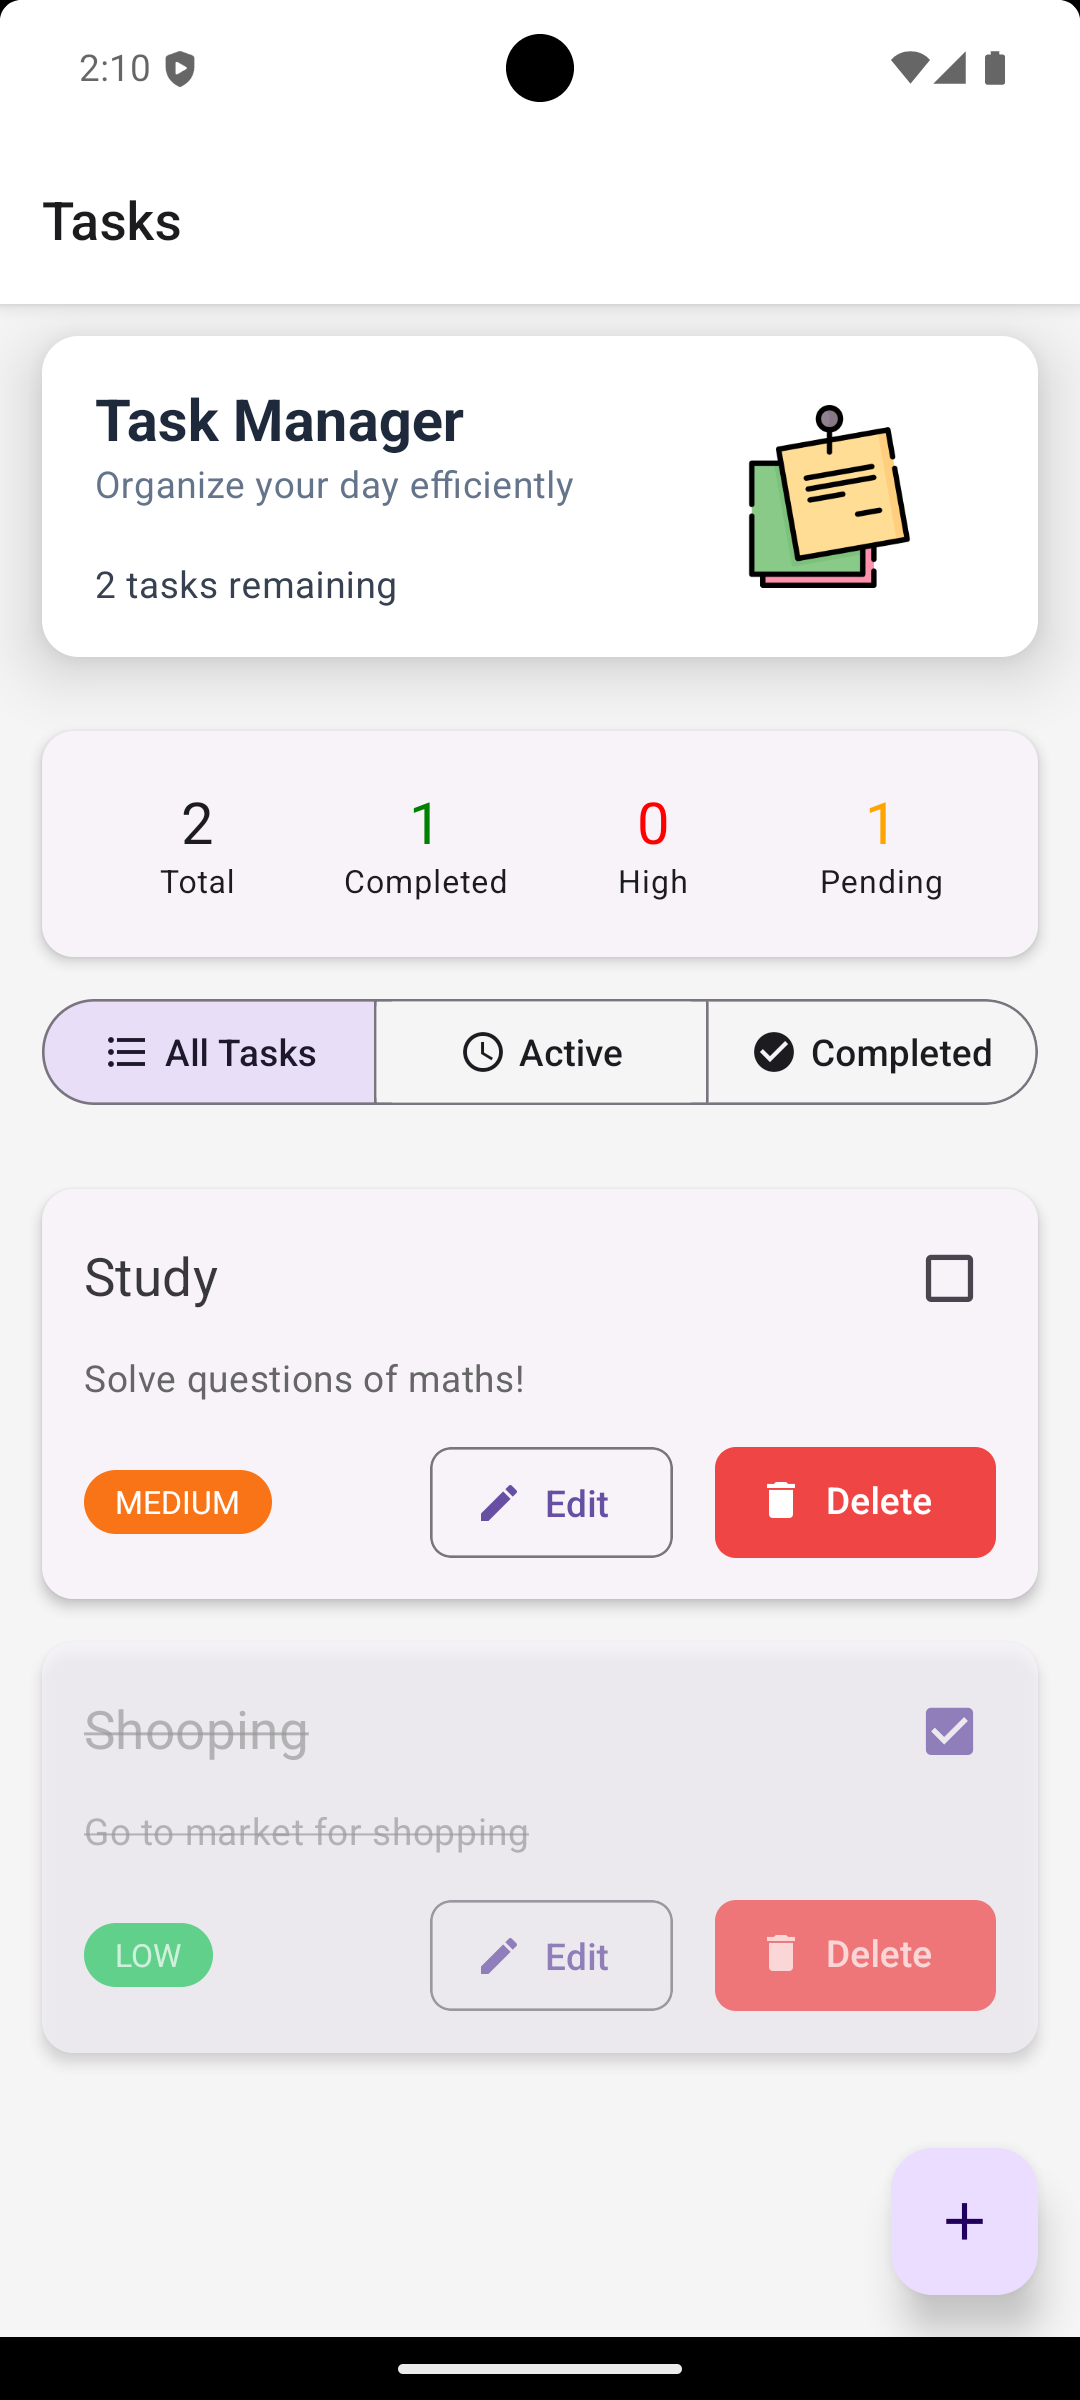 2:10
Tasks
Task Manager
Organize your day efficiently
2 tasks remaining
2 1 0 1
Total Completed High Pending
All Tasks Active Completed
Study
Solve questions of maths!
MEDIUM Edit Delete
Shooping
Go to market for shopping
LOW Edit Delete